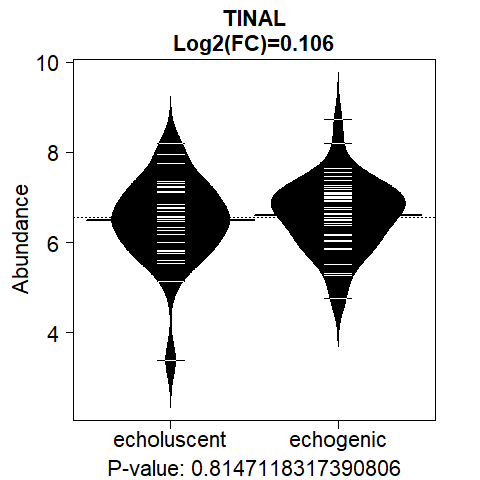 TINAL
Log2(FC)=0.106
10
8
6
4
Abundance
echoluscent echogenic
P-value: 0.8147118317390806